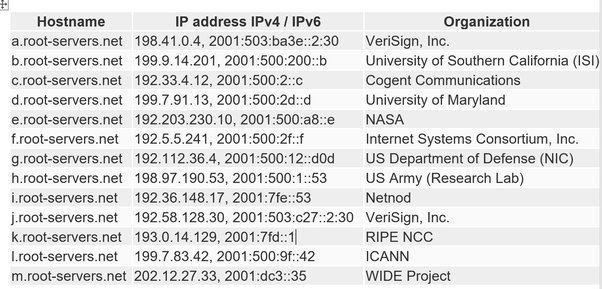 Hostname IP address IPv4 / IPv6 Organization
a.root-servers.net 198.41.0.4, 2001:503:ba3e::2:30 VeriSign, Inc.
b.root-servers.net 199.9.14.201, 2001:500:200::b University of Southern California (ISI)
c.root-servers.net 192.33.4.12, 2001:500:2::c Cogent Communications
d.root-servers.net 199.7.91.13, 2001:500:2d::d University of Maryland
e.root-servers.net 192.203.230.10, 2001:500:a8::e NASA
f.root-servers.net 192.5.5.241, 2001:500:2f::f Internet Systems Consortium, Inc.
g.root-servers.net 192.112.36.4, 2001:500:12::d0d US Department of Defense (NIC)
h.root-servers.net 198.97.190.53, 2001:500:1::53 US Army (Research Lab)
i.root-servers.net 192.36.148.17, 2001:7fe::53 Netnod
j.root-servers.net 192.58.128.30, 2001:503:c27::2:30 VeriSign, Inc.
k.root-servers.net 193.0.14.129, 2001:7fd::1 RIPE NCC
l.root-servers.net 199.7.83.42, 2001:500:9f::42 ICANN
m.root-servers.net 202.12.27.33, 2001:dc3::35 WIDE Project